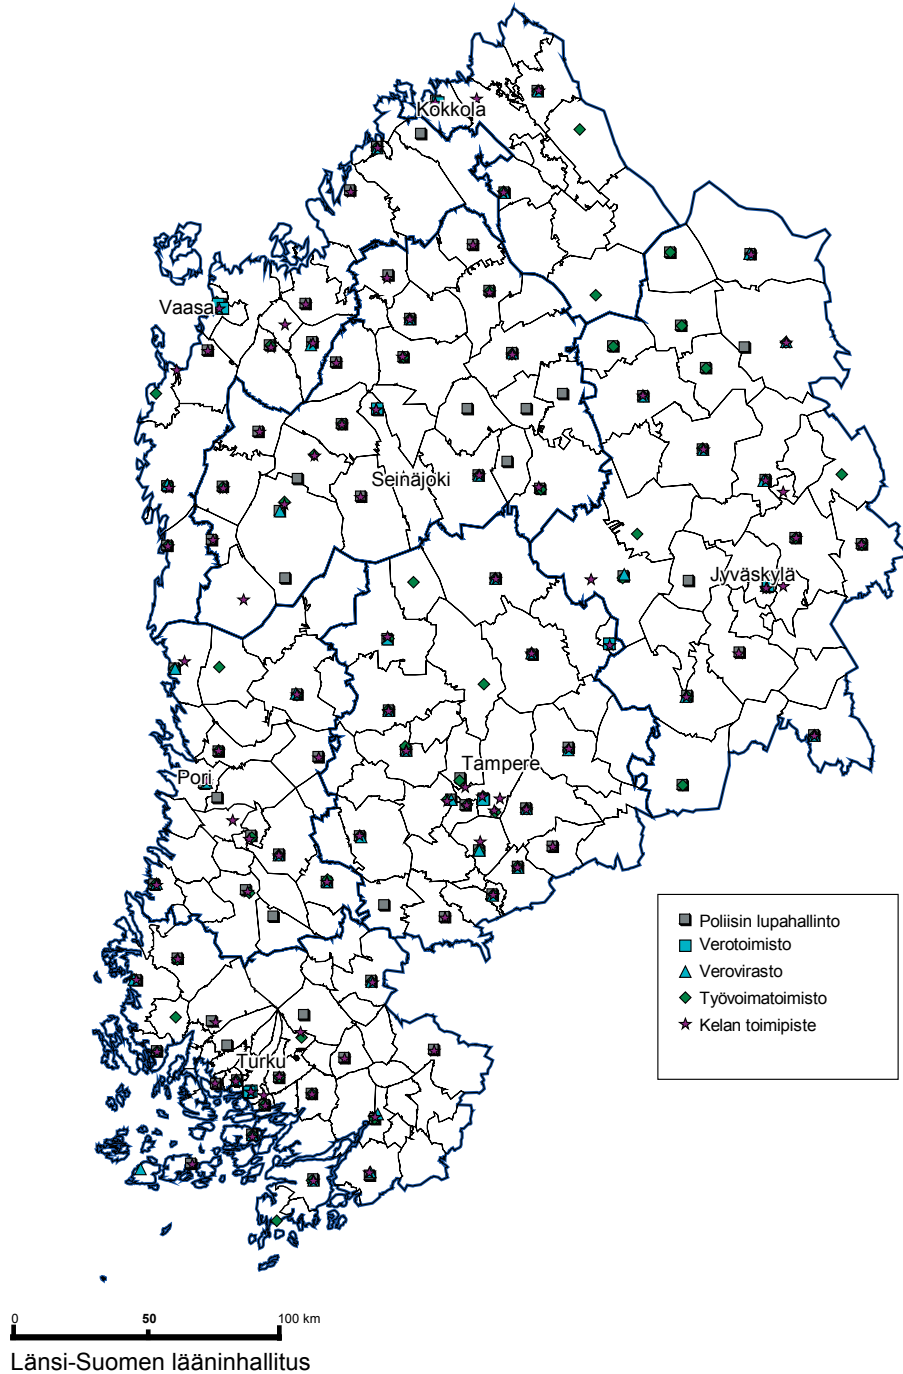 Kokkola
Vaasa
Seinäjoki
Jyväskylä
Tampere
Pori
Turku
Poliisin lupahallinto
Verotoimisto
Verovirasto
Työvoimatoimisto
Kelan toimipiste
0 50 100 km
Länsi-Suomen lääninhallitus